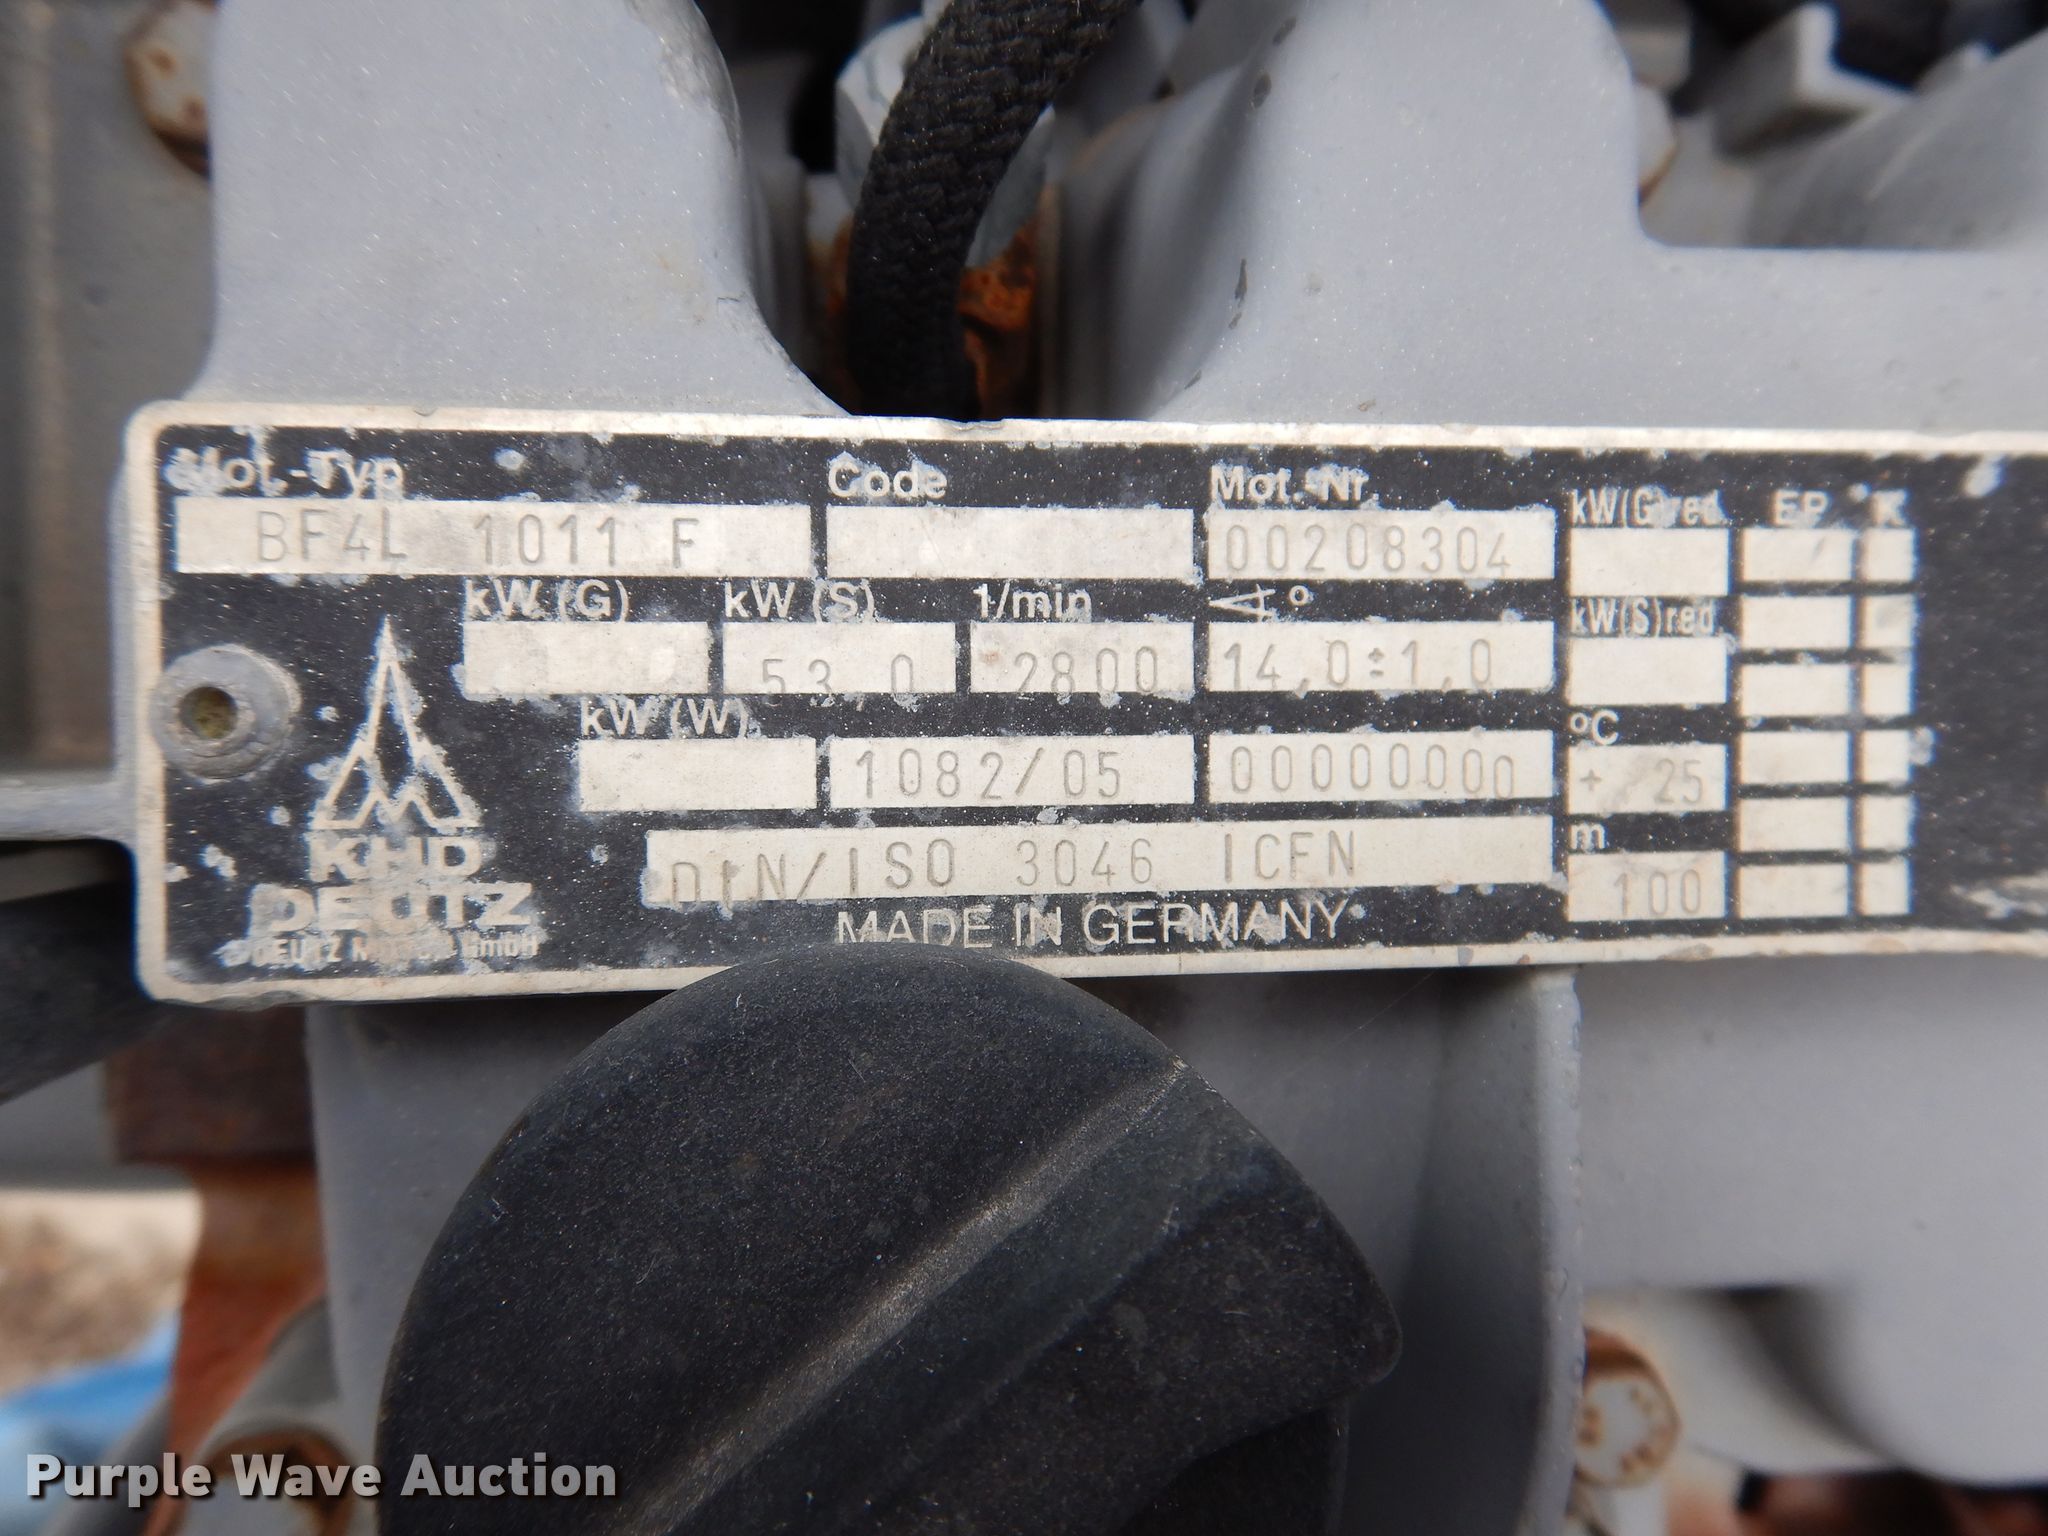 Mot.-Typ Code Mot.-Nr. kW(G)red. EP K
BF4L 1011 F 00208304
kW (G) kW (S) 1/min ∢° kW(S)red.
53,0 2800 14,0±1,0
kW (W) °C
1082/05 00000000 + 25
m
DIN/ISO 3046 ICFN 100
KHD
DEUTZ
DEUTZ GmbH
MADE IN GERMANY
Purple Wave Auction